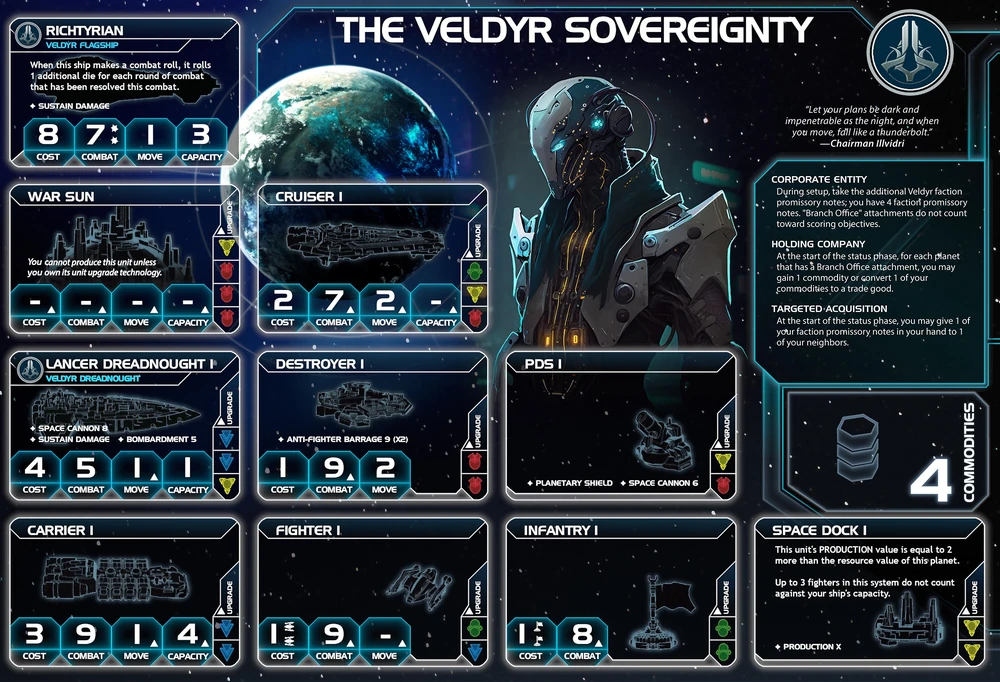 THE VELDYR SOVEREIGNTY
"Let your plans be dark and
impenetrable as the night, and when
you move, fall like a thunderbolt."
—Chairman Illvidri
RICHTYRIAN
VELDYR FLAGSHIP
When this ship makes a combat roll, it rolls
1 additional die for each round of combat
that has been resolved this combat.
SUSTAIN DAMAGE
8 7 1 3
COST COMBAT MOVE CAPACITY
WAR SUN
You cannot produce this unit unless
you own its unit upgrade technology.
UPGRADE
- - - -
COST COMBAT MOVE CAPACITY
CRUISER I
UPGRADE
2 7 2 -
COST COMBAT MOVE CAPACITY
CORPORATE ENTITY
During setup, take the additional Veldyr faction
promissory notes; you have 4 faction promissory
notes. "Branch Office" attachments do not count
toward scoring objectives.
HOLDING COMPANY
At the start of the status phase, for each planet
that has a Branch Office attachment, you may
gain 1 commodity or convert 1 of your
commodities to a trade good.
TARGETED ACQUISITION
At the start of the status phase, you may give 1 of
your faction promissory notes in your hand to 1
of your neighbors.
LANCER DREADNOUGHT I
VELDYR DREADNOUGHT
SPACE CANNON 8
SUSTAIN DAMAGE BOMBARDMENT 5
UPGRADE
4 5 1 1
COST COMBAT MOVE CAPACITY
DESTROYER I
ANTI-FIGHTER BARRAGE 9 (X2)
UPGRADE
1 9 2
COST COMBAT MOVE
PDS I
UPGRADE
PLANETARY SHIELD SPACE CANNON 6
4
COMMODITIES
CARRIER I
UPGRADE
3 9 1 4
COST COMBAT MOVE CAPACITY
FIGHTER I
UPGRADE
1 9 -
COST COMBAT MOVE
INFANTRY I
UPGRADE
1 8
COST COMBAT
SPACE DOCK I
This unit's PRODUCTION value is equal to 2
more than the resource value of this planet.
Up to 3 fighters in this system do not count
against your ship's capacity.
UPGRADE
PRODUCTION X